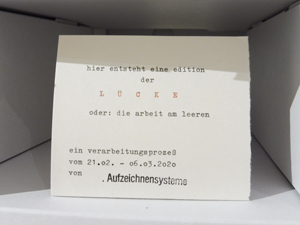 hier entsteht eine edition
der
L Ü C K E
oder: die arbeit am leeren
ein verarbeitungsprozeß
vom 21.02. - 06.03.2020
von
. Aufzeichnensysteme